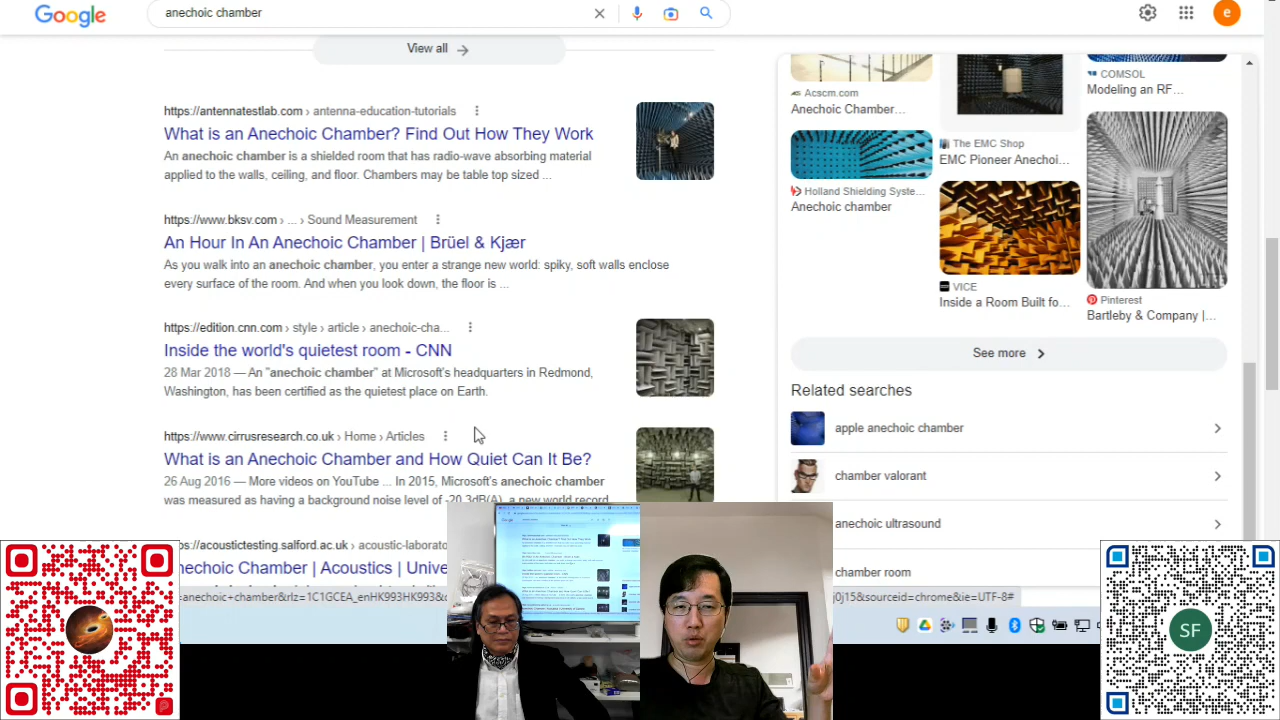 Google
anechoic chamber
e
View all
https://antennatestlab.com › antenna-education-tutorials
What is an Anechoic Chamber? Find Out How They Work
An anechoic chamber is a shielded room that has radio-wave absorbing material
applied to the walls, ceiling, and floor. Chambers may be table top sized ...
https://www.bksv.com › ... › Sound Measurement
An Hour In An Anechoic Chamber | Brüel & Kjær
As you walk into an anechoic chamber, you enter a strange new world: spiky, soft walls enclose
every surface of the room. And when you look down, the floor is ...
https://edition.cnn.com › style › article › anechoic-cha...
Inside the world's quietest room - CNN
28 Mar 2018 — An "anechoic chamber" at Microsoft's headquarters in Redmond,
Washington, has been certified as the quietest place on Earth.
https://www.cirrusresearch.co.uk › Home › Articles
What is an Anechoic Chamber and How Quiet Can It Be?
26 Aug 2016 — More videos on YouTube ... In 2015, Microsoft's anechoic chamber
was measured as having a background noise level of -20.3dB(A), a new world record
Anechoic Chamber | Acoustics |
Acscm.com
Anechoic Chamber...
Holland Shielding Syste...
Anechoic chamber
The EMC Shop
EMC Pioneer Anechoi...
VICE
Inside a Room Built fo...
COMSOL
Modeling an RF...
Pinterest
Bartleby & Company |...
See more
Related searches
apple anechoic chamber
chamber valorant
anechoic ultrasound
chamber room
SF